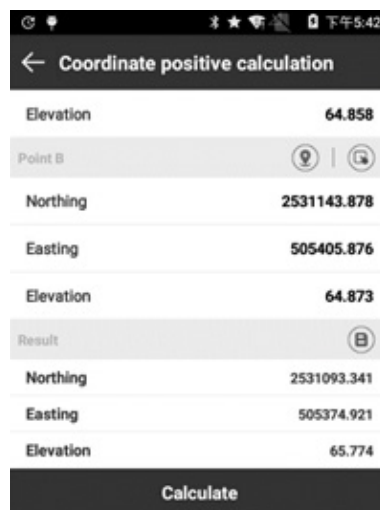 下午5:42
Coordinate positive calculation
Elevation 64.858
Point B
Northing 2531143.878
Easting 505405.876
Elevation 64.873
Result
Northing 2531093.341
Easting 505374.921
Elevation 65.774
Calculate